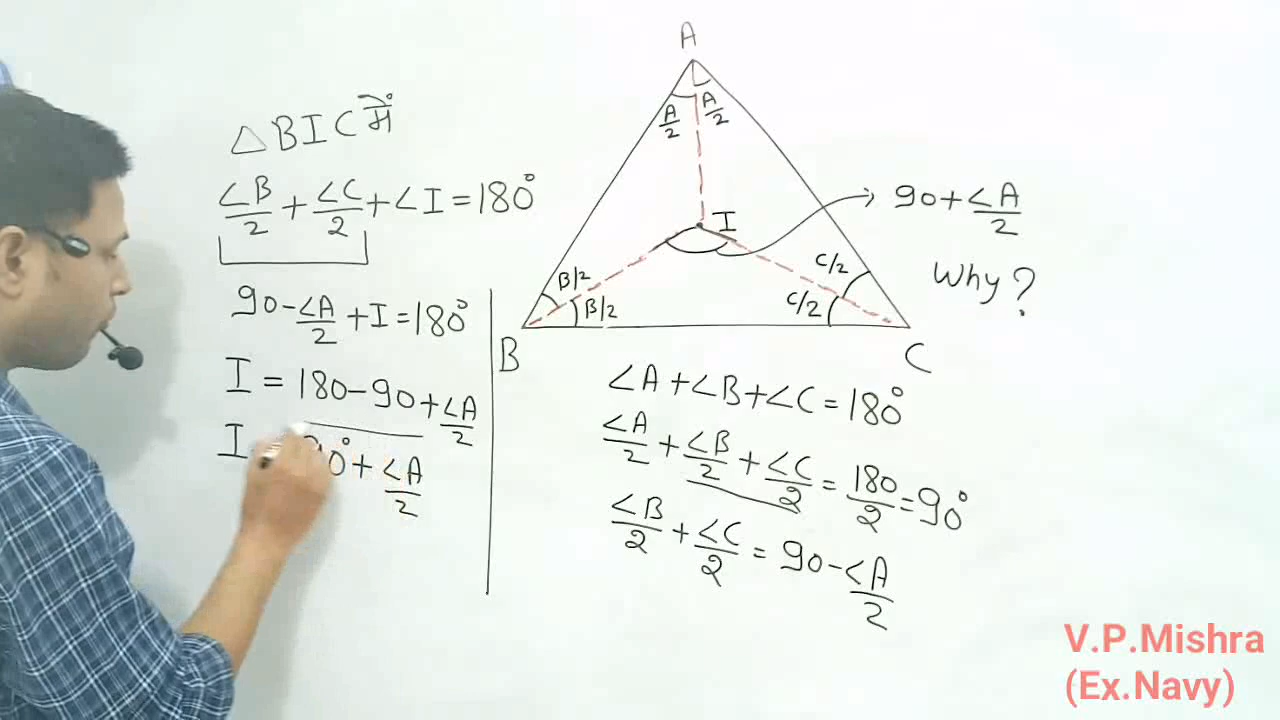 △BIC में
∠B/2 + ∠C/2 + ∠I = 180°
90 - ∠A/2 + I = 180°
I = 180 - 90 + ∠A/2
I 90° + ∠A/2
A
A/2 A/2
I
B/2
B/2
C/2
C/2
B
C
90 + ∠A/2
Why?
∠A + ∠B + ∠C = 180°
∠A/2 + ∠B/2 + ∠C/2 = 180/2 = 90°
∠B/2 + ∠C/2 = 90 - ∠A/2
V.P.Mishra
(Ex.Navy)